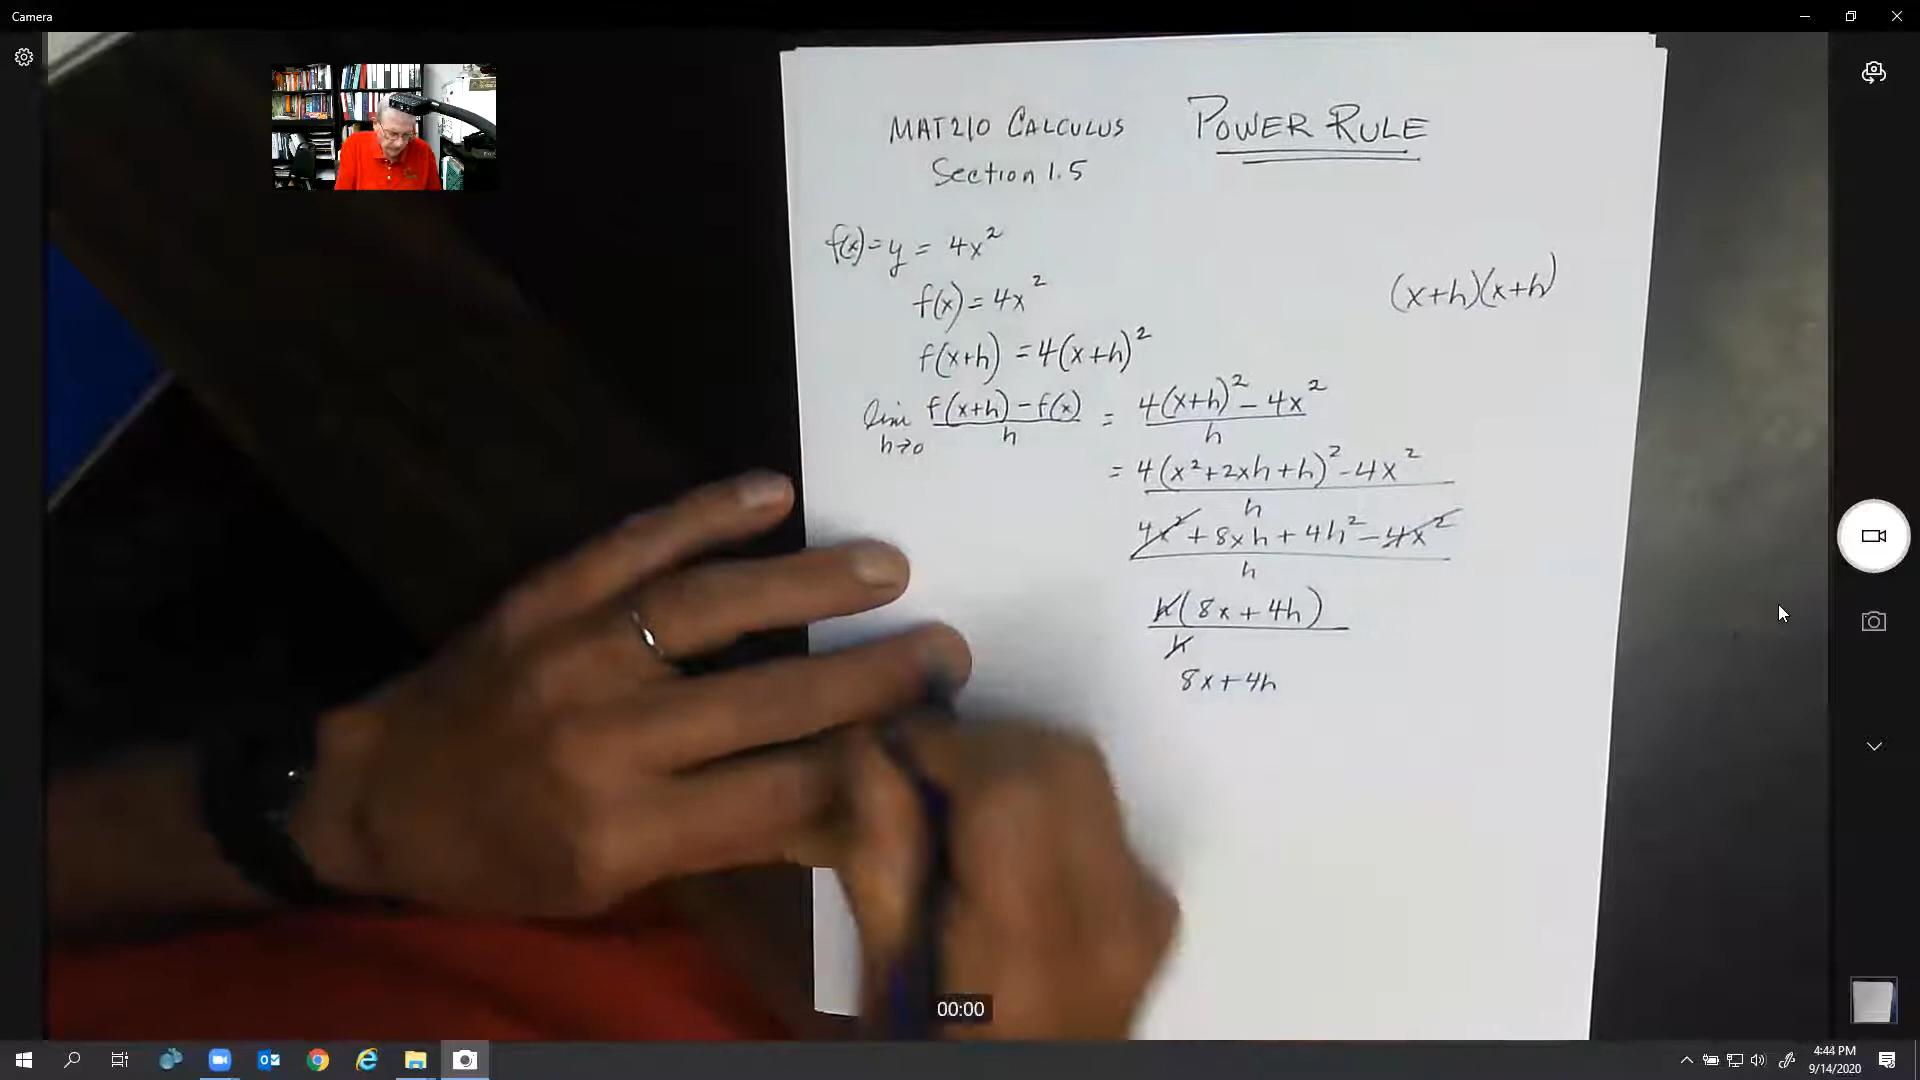 Camera
MAT210 CALCULUS POWER RULE
Section 1.5
f(x)=y = 4x²
f(x) = 4x²
(x+h)(x+h)
f(x+h) = 4(x+h)²
lim h→0 f(x+h) - f(x) / h = 4(x+h)² - 4x² / h
= 4(x²+2xh+h)² - 4x² / h
4x² + 8xh + 4h² - 4x² / h
h(8x + 4h) / h
8x + 4h
00:00
4:44 PM
9/14/2020